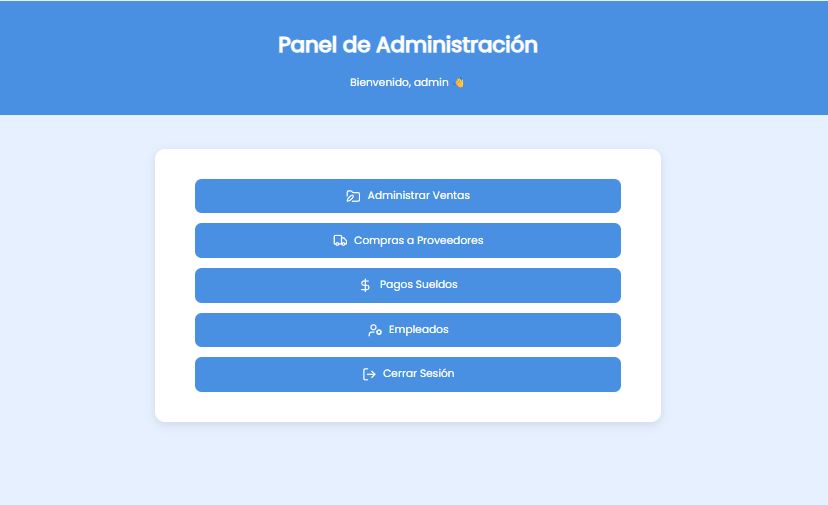 Panel de Administración
Bienvenido, admin 👏
Administrar Ventas
Compras a Proveedores
Pagos Sueldos
Empleados
Cerrar Sesión